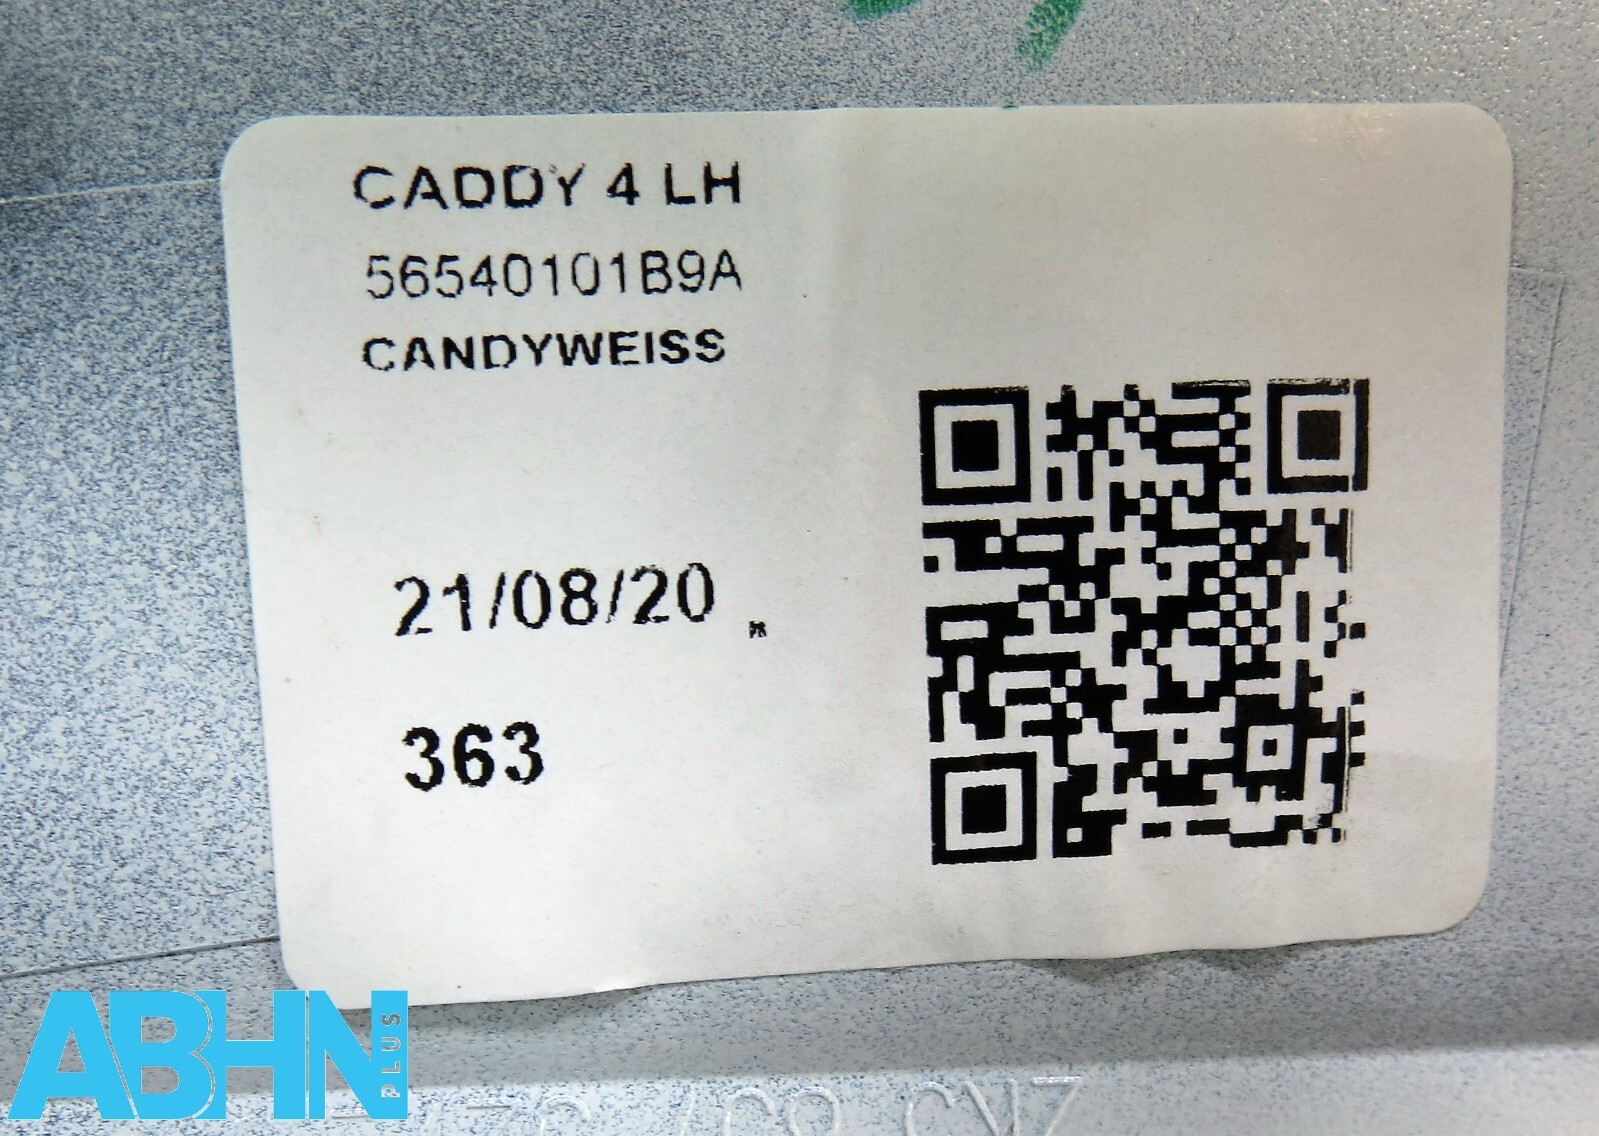 CADDY 4 LH
56540101B9A
CANDYWEISS
21/08/20
363
ABHN
PLUS